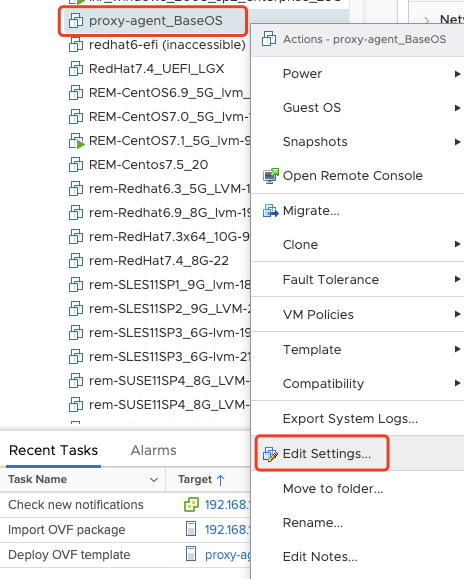 proxy-agent_BaseOS
redhat6-efi (inaccessible)
RedHat7.4_UEFI_LGX
REM-CentOS6.9_5G_lvm_
REM-CentOS7.0_5G_lvm-1
REM-CentOS7.1_5G_lvm-9
REM-Centos7.5_20
rem-Redhat6.3_5G_LVM-1
rem-Redhat6.9_8G_lvm-19
rem-RedHat7.3x64_10G-9
rem-RedHat7.4_8G-22
rem-SLES11SP1_9G_lvm-18
rem-SLES11SP2_9G_LVM-2
rem-SLES11SP3_6G-lvm-19
rem-SLES11SP3_6G-lvm-21
rem-SUSE11SP4_8G_LVM-
rem-SUSE11SP4_8G_LVM-
Netw
Actions - proxy-agent_BaseOS
Power
Guest OS
Snapshots
Open Remote Console
Migrate...
Clone
Fault Tolerance
VM Policies
Template
Compatibility
Export System Logs...
Edit Settings...
Move to folder...
Rename...
Edit Notes...
Recent Tasks
Alarms
Task Name
Target
Check new notifications
192.168.1
Import OVF package
192.168.
Deploy OVF template
proxy-ag